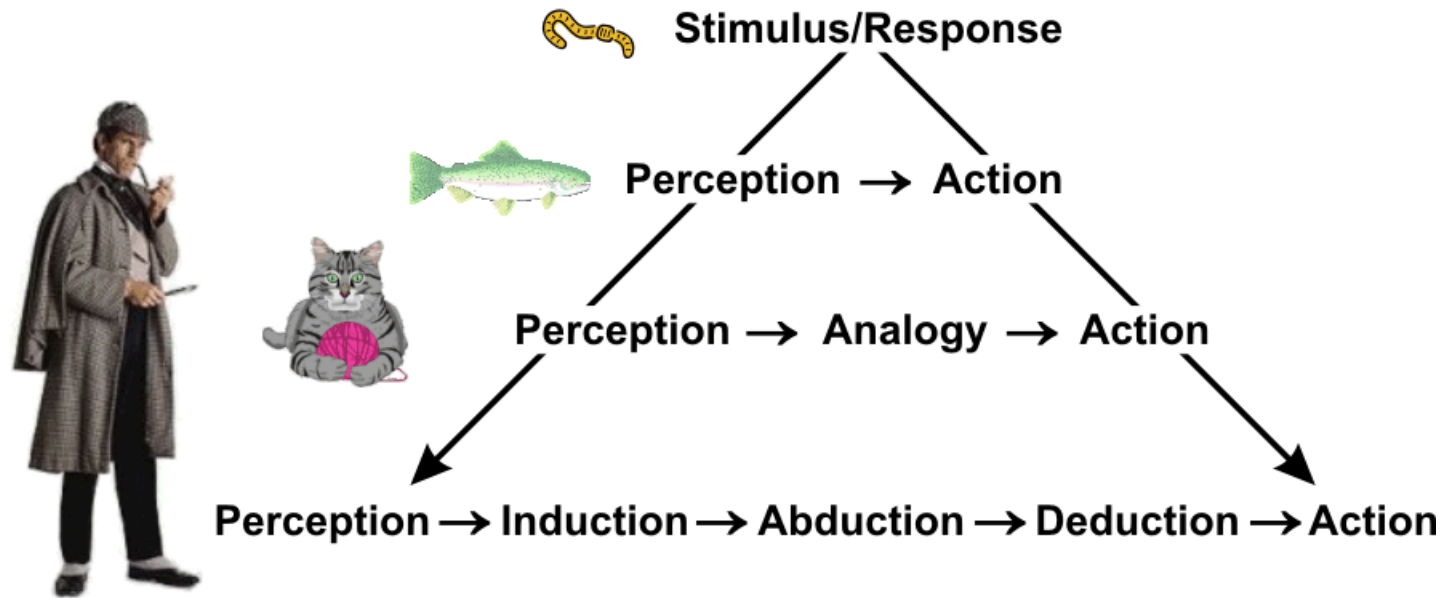 Stimulus/Response
Perception → Action
Perception → Analogy → Action
Perception → Induction → Abduction → Deduction → Action